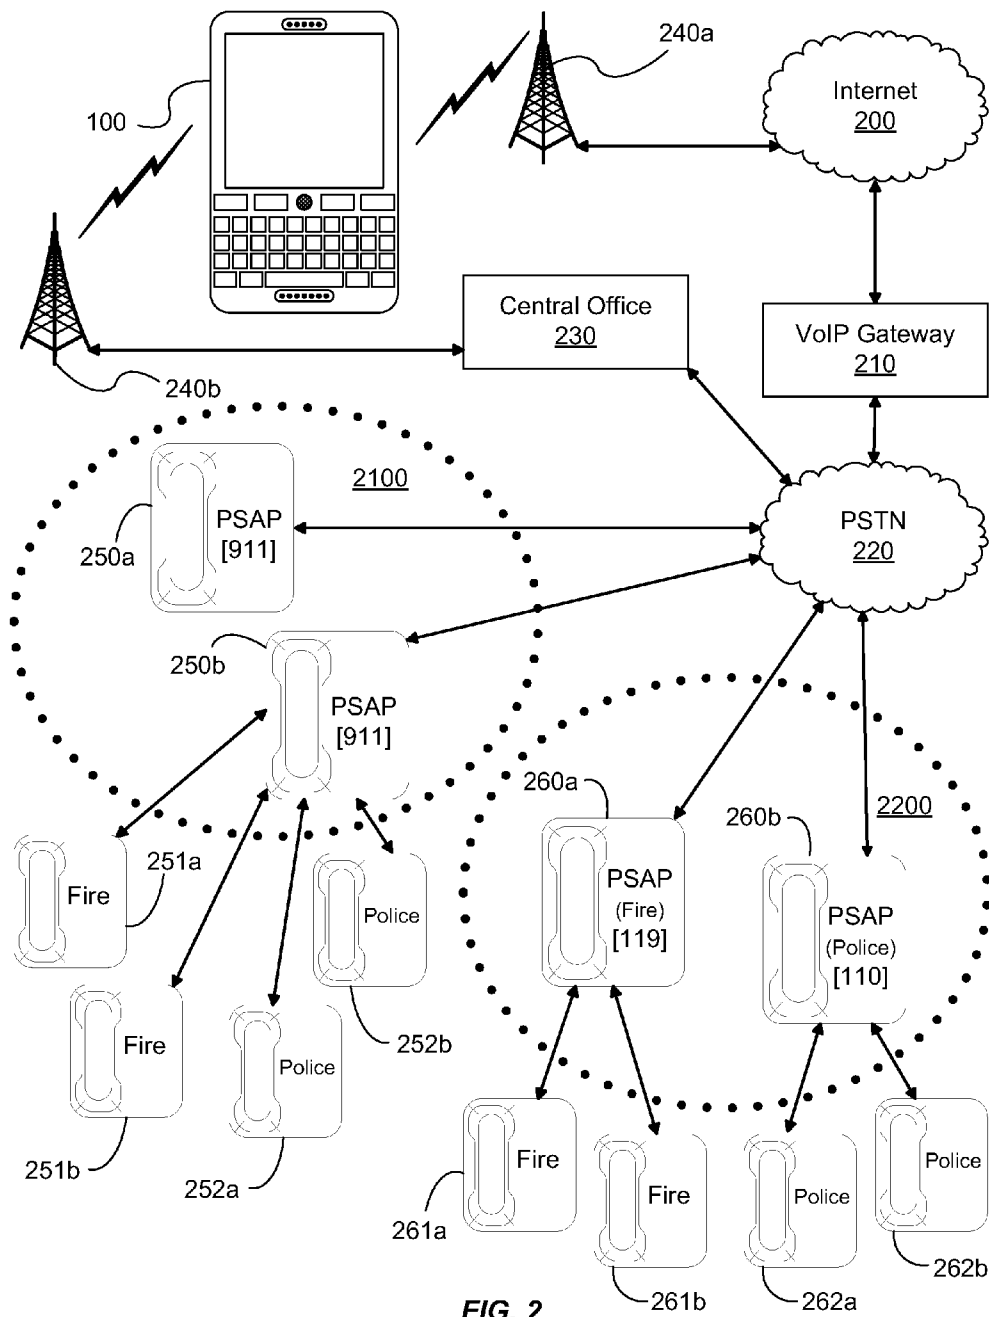 240a
Internet
200
100
Central Office
230
VoIP Gateway
210
240b
2100
PSAP
[911]
250a
PSTN
220
250b
PSAP
[911]
260a
2200
260b
251a
Fire
Police
PSAP
(Fire)
[119]
PSAP
(Police)
[110]
Fire
Police
252b
251b
252a
Fire
Fire
Police
Police
261a
261b
262a
262b
FIG. 2